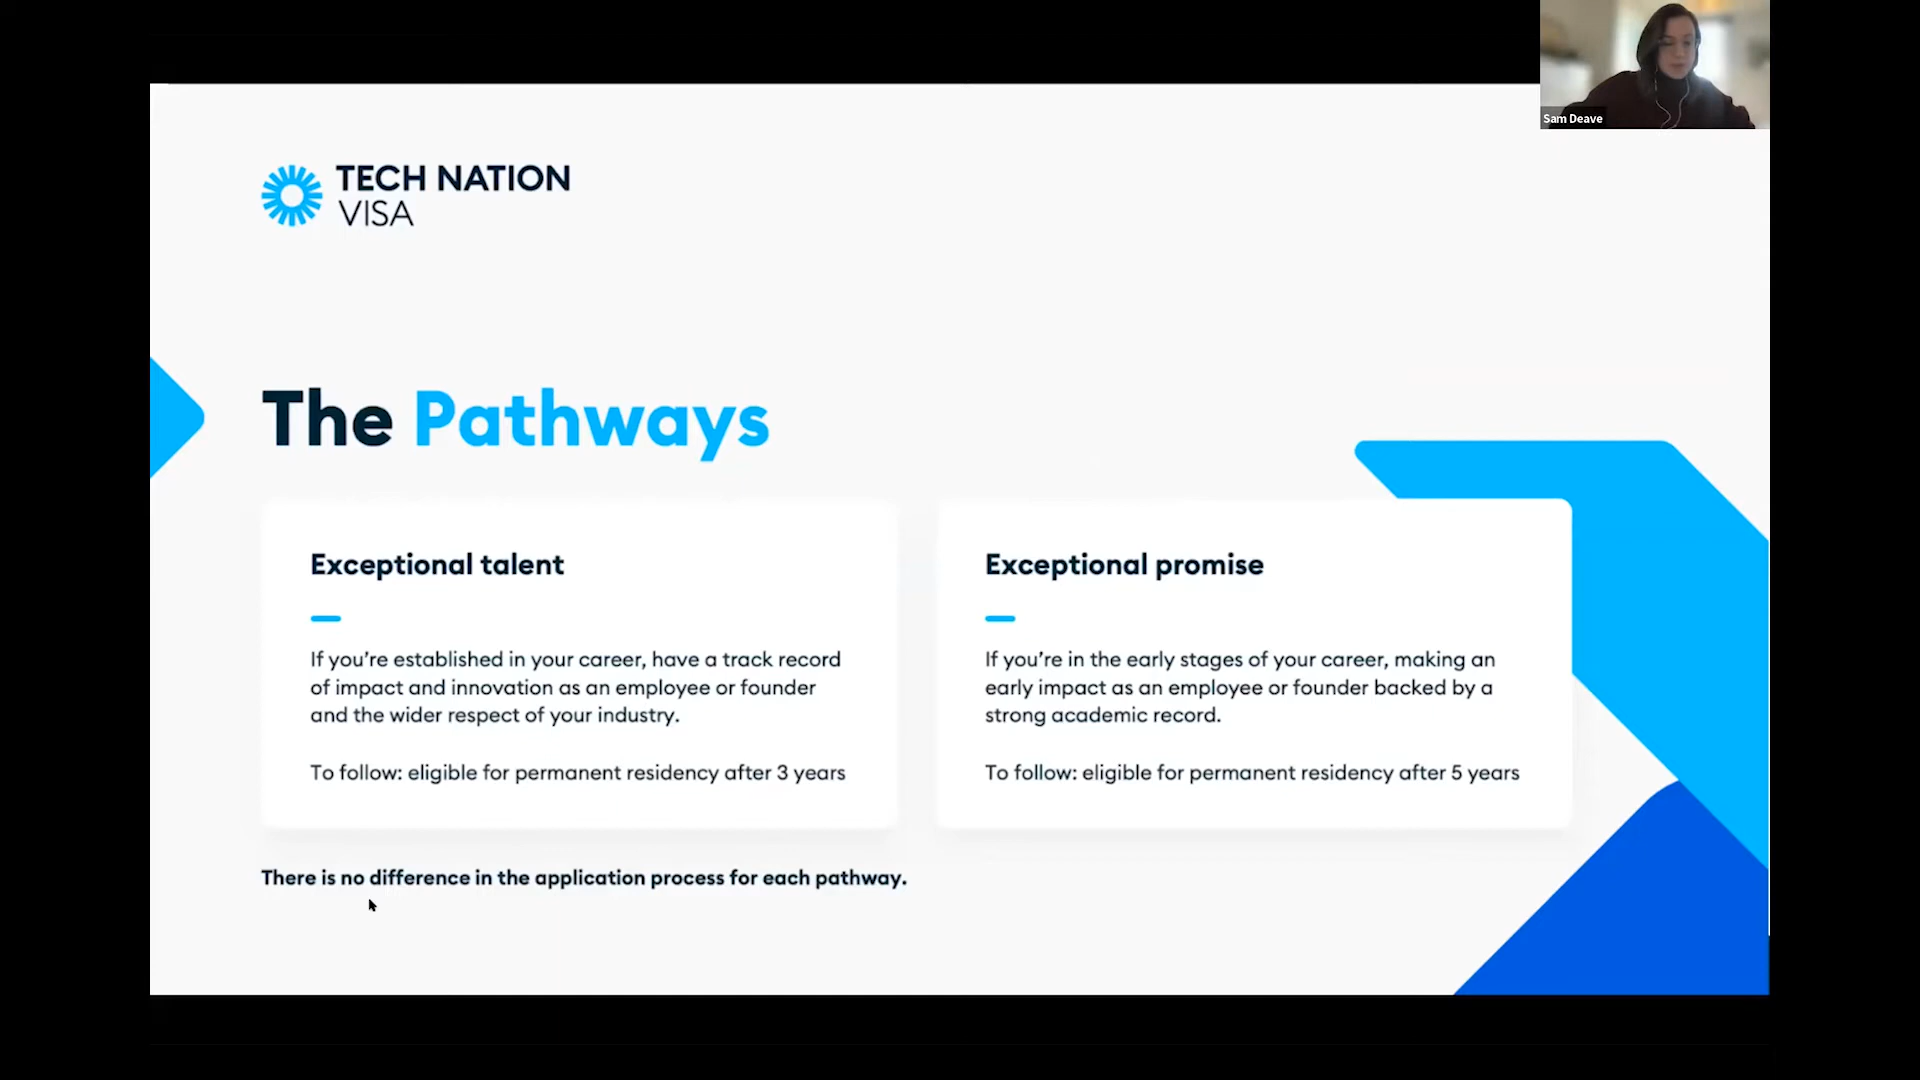 Sam Deave
TECH NATION
VISA
The Pathways
Exceptional talent
If you’re established in your career, have a track record
of impact and innovation as an employee or founder
and the wider respect of your industry.
To follow: eligible for permanent residency after 3 years
Exceptional promise
If you’re in the early stages of your career, making an
early impact as an employee or founder backed by a
strong academic record.
To follow: eligible for permanent residency after 5 years
There is no difference in the application process for each pathway.